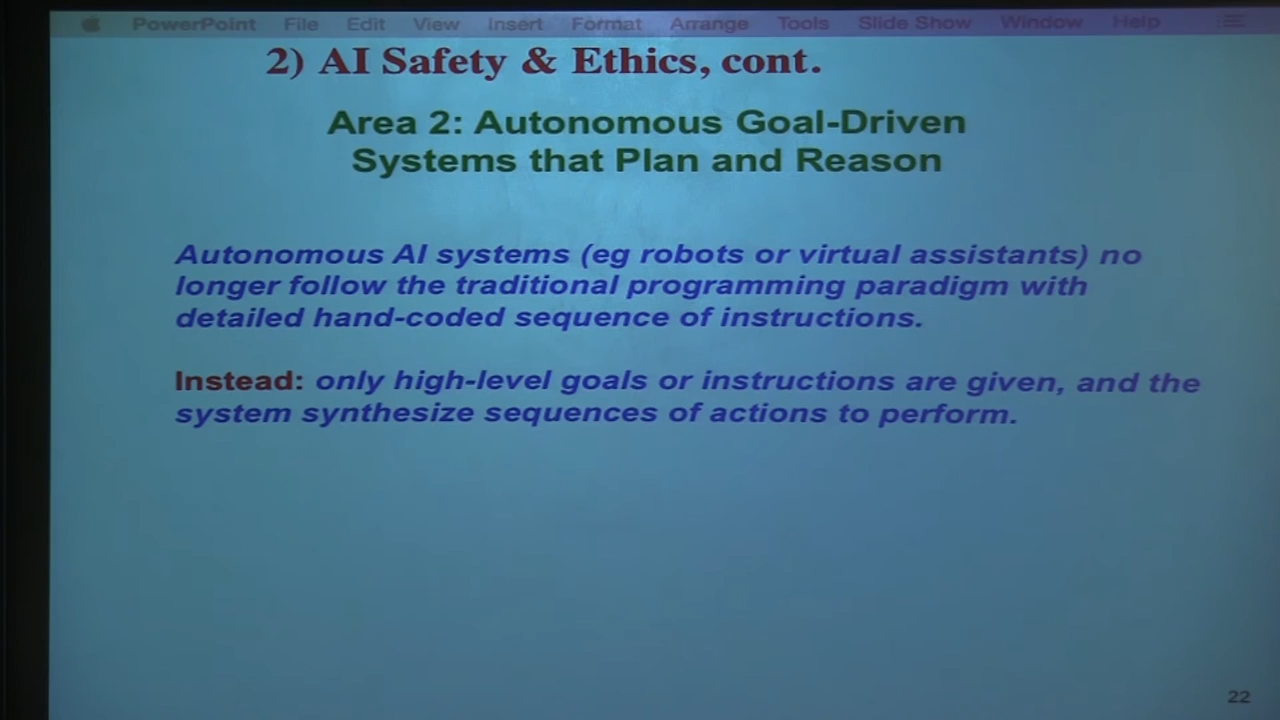 PowerPoint File Edit View Insert Format Arrange Tools Slide Show Window Help
2) AI Safety & Ethics, cont.
Area 2: Autonomous Goal-Driven
Systems that Plan and Reason
Autonomous AI systems (eg robots or virtual assistants) no
longer follow the traditional programming paradigm with
detailed hand-coded sequence of instructions.
Instead: only high-level goals or instructions are given, and the
system synthesize sequences of actions to perform.
22